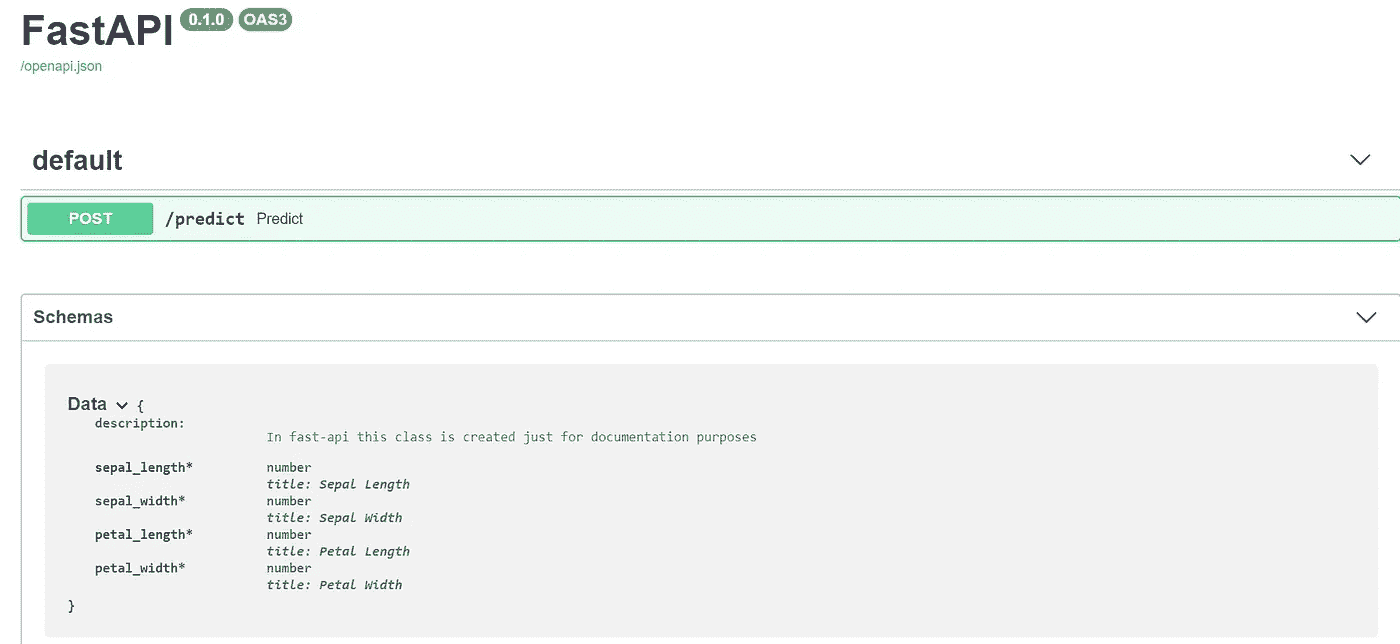 FastAPI 0.1.0 OAS3
/openapi.json
default
POST /predict Predict
Schemas
Data {
description:
In fast-api this class is created just for documentation purposes
sepal_length* number
title: Sepal Length
sepal_width* number
title: Sepal Width
petal_length* number
title: Petal Length
petal_width* number
title: Petal Width
}